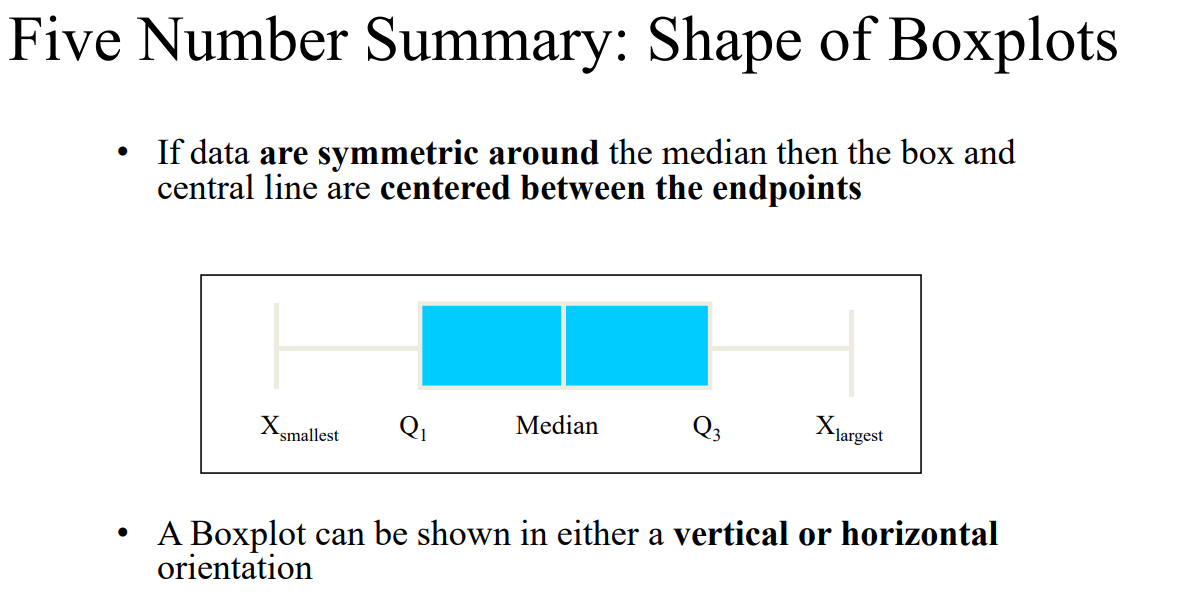 Five Number Summary: Shape of Boxplots
• If data are symmetric around the median then the box and
central line are centered between the endpoints
Xsmallest Q1 Median Q3 Xlargest
• A Boxplot can be shown in either a vertical or horizontal
orientation